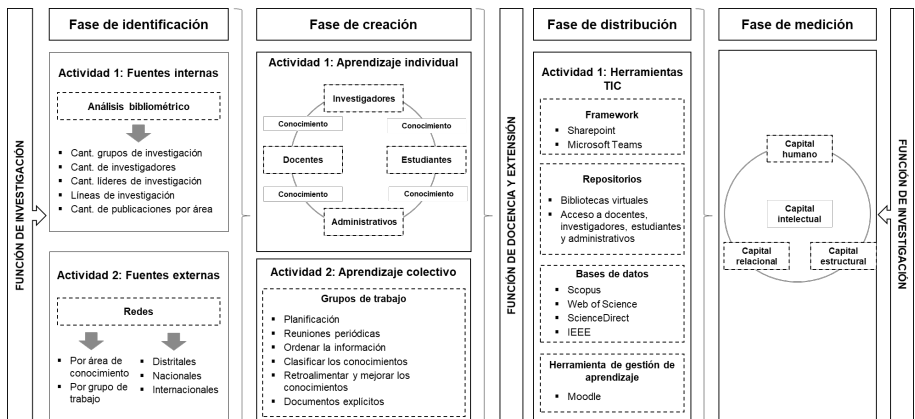 FUNCIÓN DE INVESTIGACIÓN
Fase de identificación
Actividad 1: Fuentes internas
Análisis bibliométrico
▪ Cant. grupos de investigación
▪ Cant. de investigadores
▪ Cant. líderes de investigación
▪ Líneas de investigación
▪ Cant. de publicaciones por área
Actividad 2: Fuentes externas
Redes
▪ Por área de
conocimiento
▪ Por grupo de
trabajo
▪ Distritales
▪ Nacionales
▪ Internacionales
Fase de creación
Actividad 1: Aprendizaje individual
Investigadores
Conocimiento
Conocimiento
Docentes
Estudiantes
Conocimiento
Conocimiento
Administrativos
Actividad 2: Aprendizaje colectivo
Grupos de trabajo
▪ Planificación
▪ Reuniones periódicas
▪ Ordenar la información
▪ Clasificar los conocimientos
▪ Retroalimentar y mejorar los
conocimientos
▪ Documentos explícitos
FUNCIÓN DE DOCENCIA Y EXTENSIÓN
Fase de distribución
Actividad 1: Herramientas
TIC
Framework
▪ Sharepoint
▪ Microsoft Teams
Repositorios
▪ Bibliotecas virtuales
▪ Acceso a docentes,
investigadores, estudiantes
y administrativos
Bases de datos
▪ Scopus
▪ Web of Science
▪ ScienceDirect
▪ IEEE
Herramienta de gestión de
aprendizaje
▪ Moodle
Fase de medición
Capital
humano
Capital
intelectual
Capital
relacional
Capital
estructural
FUNCIÓN DE INVESTIGACIÓN